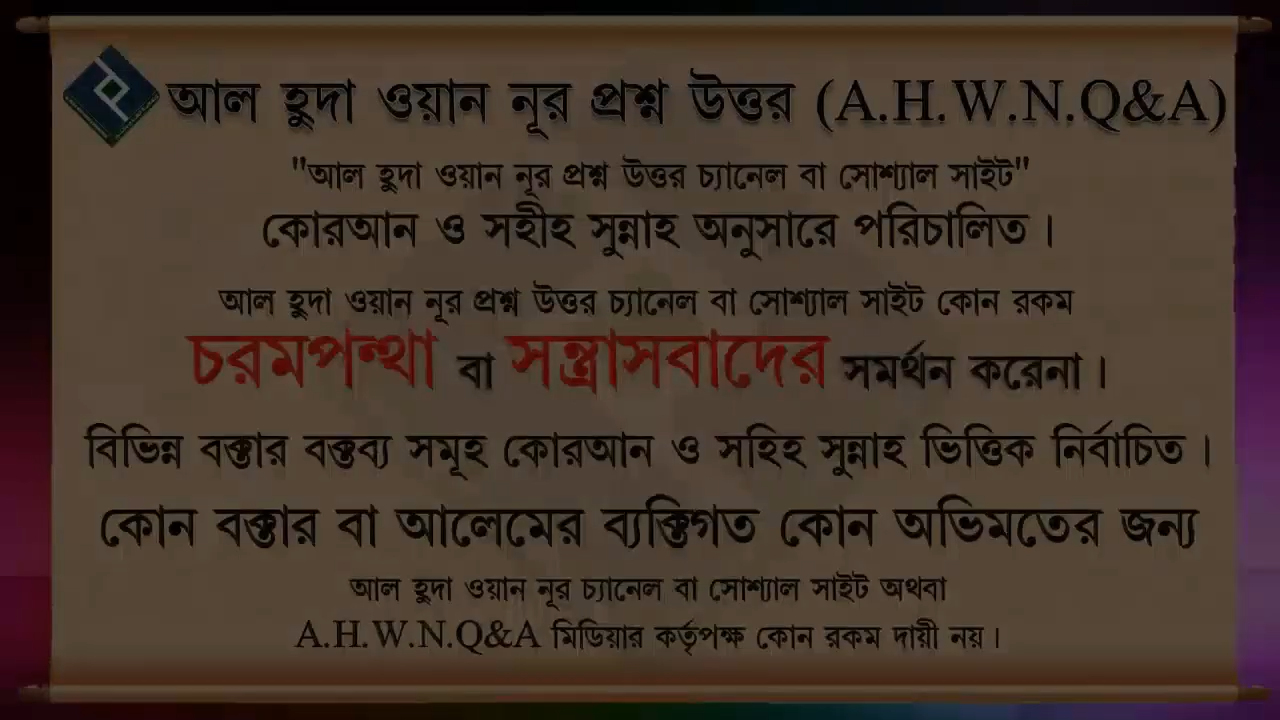 আল হুদা ওয়ান নূর প্রশ্ন উত্তর (A.H.W.N.Q&A)
"আল হুদা ওয়ান নূর প্রশ্ন উত্তর চ্যানেল বা সোশ্যাল সাইট"
কোরআন ও সহীহ সুন্নাহ অনুসারে পরিচালিত।
আল হুদা ওয়ান নূর প্রশ্ন উত্তর চ্যানেল বা সোশ্যাল সাইট কোন রকম
চরমপন্থা বা সন্ত্রাসবাদের সমর্থন করেনা।
বিভিন্ন বক্তার বক্তব্য সমূহ কোরআন ও সহিহ সুন্নাহ ভিত্তিক নির্বাচিত।
কোন বক্তার বা আলেমের ব্যক্তিগত কোন অভিমতের জন্য
আল হুদা ওয়ান নূর চ্যানেল বা সোশ্যাল সাইট অথবা
A.H.W.N.Q&A মিডিয়ার কর্তৃপক্ষ কোন রকম দায়ী নয়।